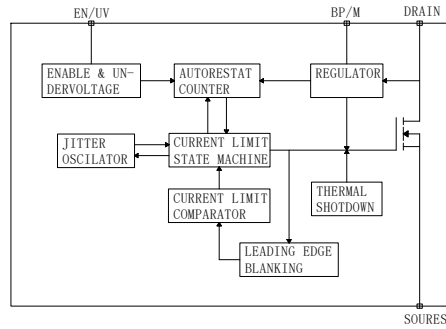 EN/UV
BP/M
DRAIN
ENABLE & UN-
DERVOLTAGE
AUTORESTAT
COUNTER
REGULATOR
JITTER
OSCILATOR
CURRENT LIMIT
STATE MACHINE
CURRENT LIMIT
COMPARATOR
THERMAL
SHOTDOWN
LEADING EDGE
BLANKING
SOURES